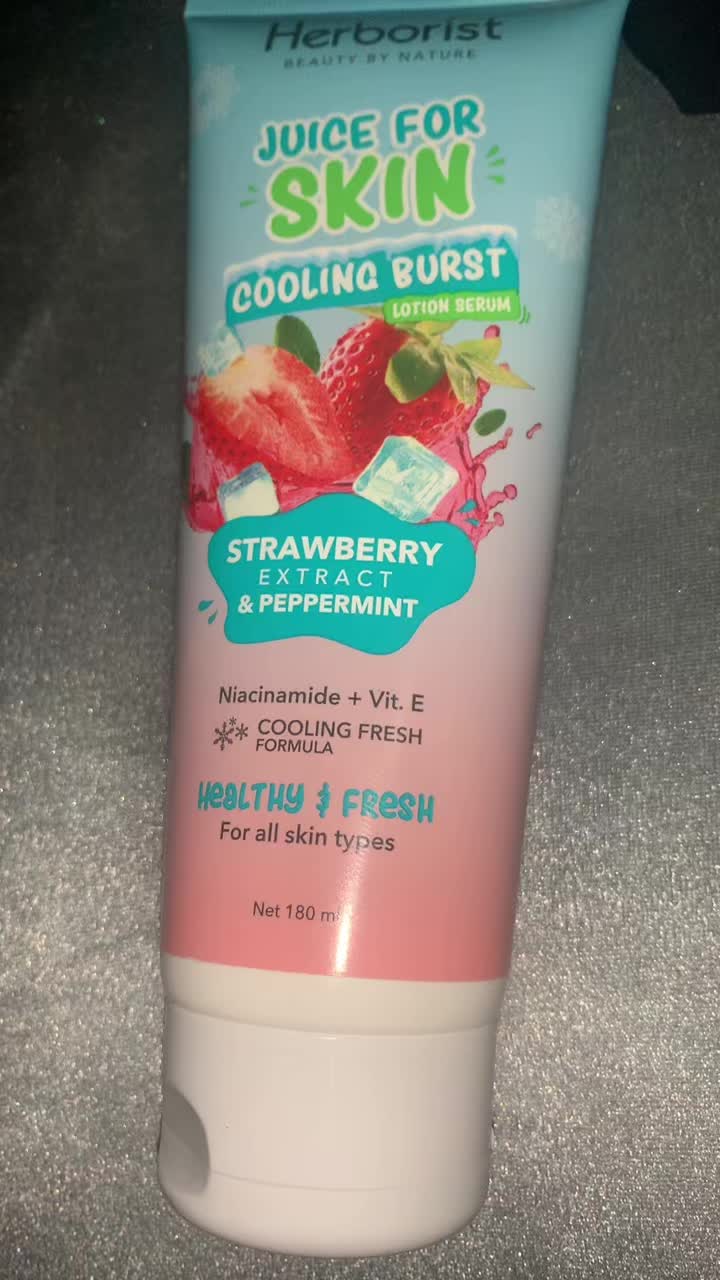 Herborist
BEAUTY BY NATURE
JUICE FOR
SKIN
COOLING BURST
LOTION SERUM
STRAWBERRY
EXTRACT
& PEPPERMINT
Niacinamide + Vit. E
COOLING FRESH
FORMULA
HEALTHY & FRESH
For all skin types
Net 180 ml